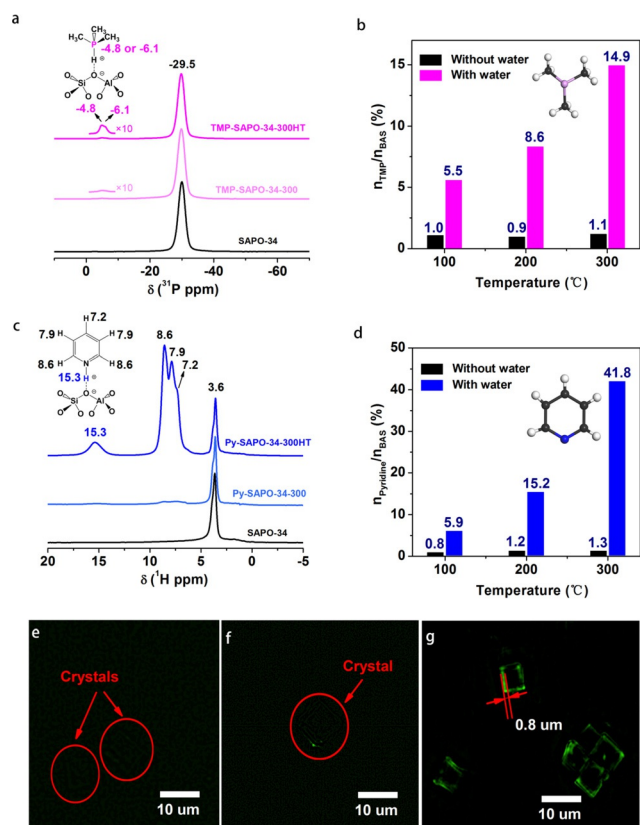 a
CH₃
H₃C
CH₃
P
-4.8 or -6.1
H
⊕
O
⊖
Si
Al
O
O
O
O
O
-4.8
-6.1
×10
-29.5
TMP-SAPO-34-300HT
×10
TMP-SAPO-34-300
SAPO-34
0
-20
-40
-60
δ (³¹P ppm)
b
Without water
With water
15
10
5
0
1.0
5.5
0.9
8.6
1.1
14.9
100
200
300
Temperature (℃)
nTMP/nBAS (%)
c
H 7.2
7.9 H
H 7.9
8.6 H
H 8.6
N
15.3 H
⊕
O
⊖
Si
Al
O
O
O
O
8.6
7.9
7.2
3.6
15.3
Py-SAPO-34-300HT
Py-SAPO-34-300
SAPO-34
20
15
10
5
0
-5
δ (¹H ppm)
d
Without water
With water
50
40
30
20
10
0
0.8
5.9
1.2
15.2
1.3
41.8
100
200
300
Temperature (℃)
nPyridine/nBAS (%)
e
Crystals
10 um
f
Crystal
10 um
g
0.8 um
10 um